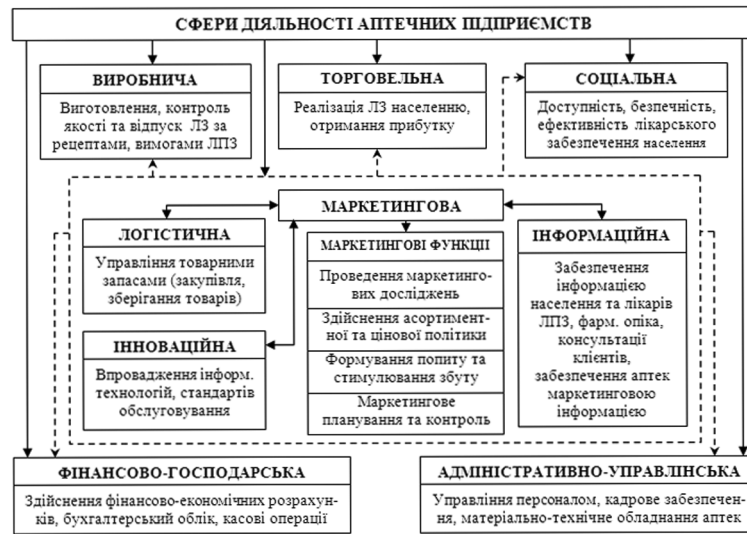 СФЕРИ ДІЯЛЬНОСТІ АПТЕЧНИХ ПІДПРИЄМСТВ
ВИРОБНИЧА
Виготовлення, контроль
якості та відпуск ЛЗ за
рецептами, вимогами ЛПЗ
ТОРГОВЕЛЬНА
Реалізація ЛЗ населенню,
отримання прибутку
СОЦІАЛЬНА
Доступність, безпечність,
ефективність лікарського
забезпечення населення
МАРКЕТИНГОВА
ЛОГІСТИЧНА
Управління товарними
запасами (закупівля,
зберігання товарів)
ІННОВАЦІЙНА
Впровадження інформ.
технологій, стандартів
обслуговування
МАРКЕТИНГОВІ ФУНКЦІЇ
Проведення маркетинго-
вих досліджень
Здійснення асортимент-
ної та цінової політики
Формування попиту та
стимулювання збуту
Маркетингове
планування та контроль
ІНФОРМАЦІЙНА
Забезпечення
інформацією
населення та лікарів
ЛПЗ, фарм. опіка,
консультації
клієнтів,
забезпечення аптек
маркетинговою
інформацією
ФІНАНСОВО-ГОСПОДАРСЬКА
Здійснення фінансово-економічних розрахун-
ків, бухгалтерський облік, касові операції
АДМІНІСТРАТИВНО-УПРАВЛІНСЬКА
Управління персоналом, кадрове забезпечен-
ня, матеріально-технічне обладнання аптек